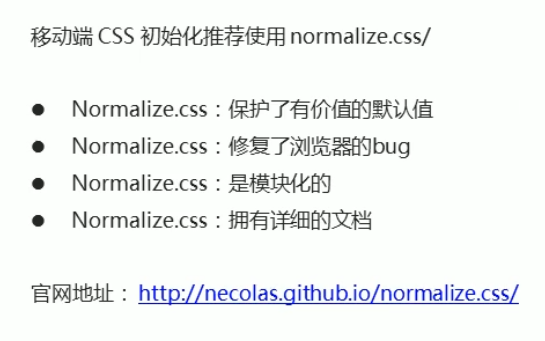 移动端 CSS 初始化推荐使用 normalize.css/
● Normalize.css：保护了有价值的默认值
● Normalize.css：修复了浏览器的bug
● Normalize.css：是模块化的
● Normalize.css：拥有详细的文档
官网地址： http://necolas.github.io/normalize.css/